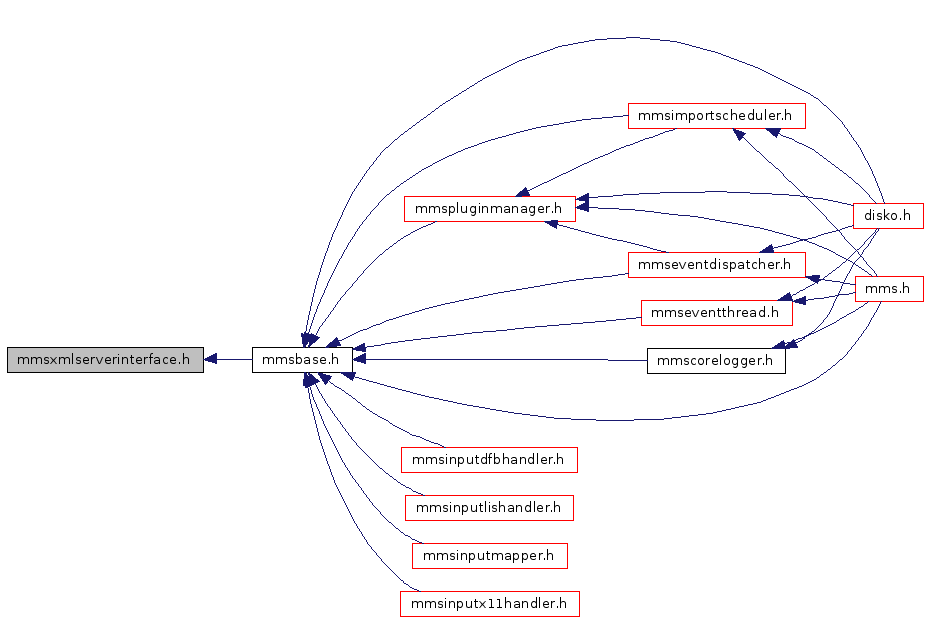 mmsimportscheduler.h
mmspluginmanager.h
disko.h
mmseventdispatcher.h
mms.h
mmseventthread.h
mmsxmlserverinterface.h
mmsbase.h
mmscorelogger.h
mmsinputdfbhandler.h
mmsinputlishandler.h
mmsinputmapper.h
mmsinputx11handler.h